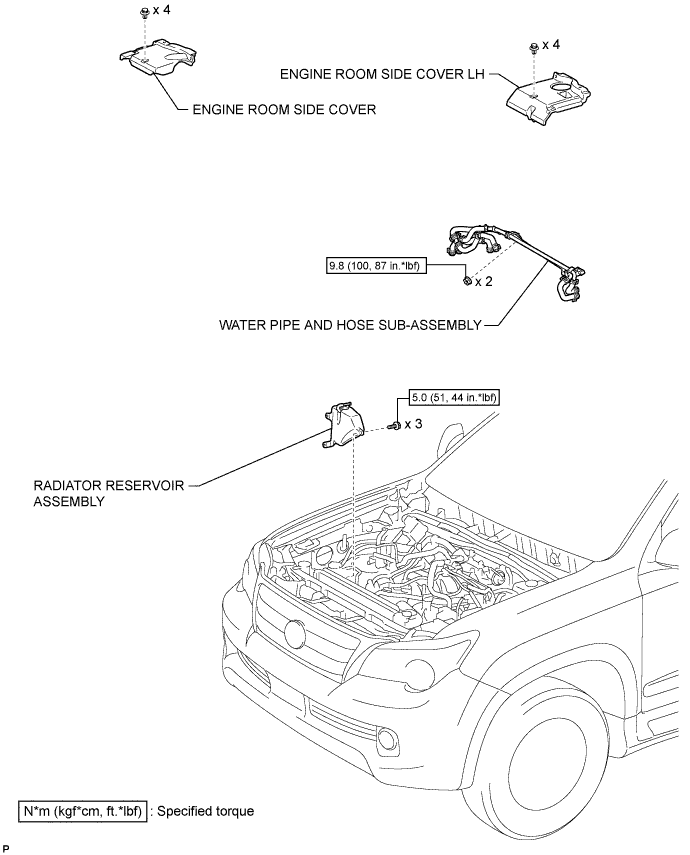 x 4
x 4
ENGINE ROOM SIDE COVER LH
ENGINE ROOM SIDE COVER
9.8 (100, 87 in.*lbf)
x 2
WATER PIPE AND HOSE SUB-ASSEMBLY
5.0 (51, 44 in.*lbf)
x 3
RADIATOR RESERVOIR
ASSEMBLY
N*m (kgf*cm, ft.*lbf) : Specified torque
P